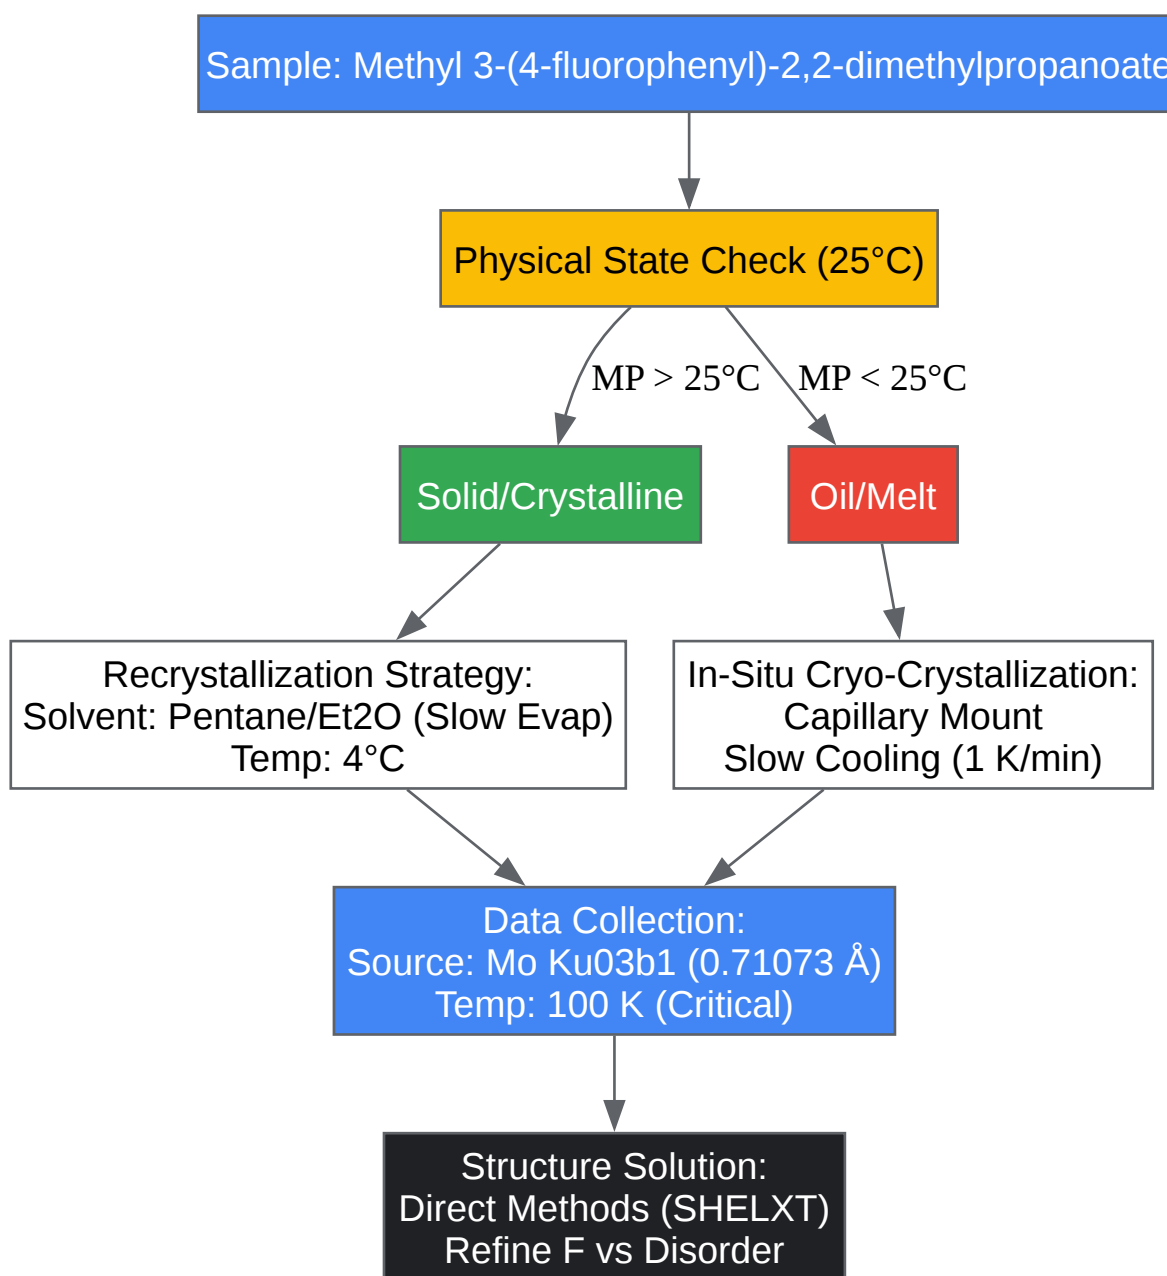 Sample: Methyl 3-(4-fluorophenyl)-2,2-dimethylpropanoate
Physical State Check (25°C)
MP > 25°C
MP < 25°C
Solid/Crystalline
Oil/Melt
Recrystallization Strategy:
Solvent: Pentane/Et2O (Slow Evap)
Temp: 4°C
In-Situ Cryo-Crystallization:
Capillary Mount
Slow Cooling (1 K/min)
Data Collection:
Source: Mo Ku03b1 (0.71073 Å)
Temp: 100 K (Critical)
Structure Solution:
Direct Methods (SHELXT)
Refine F vs Disorder